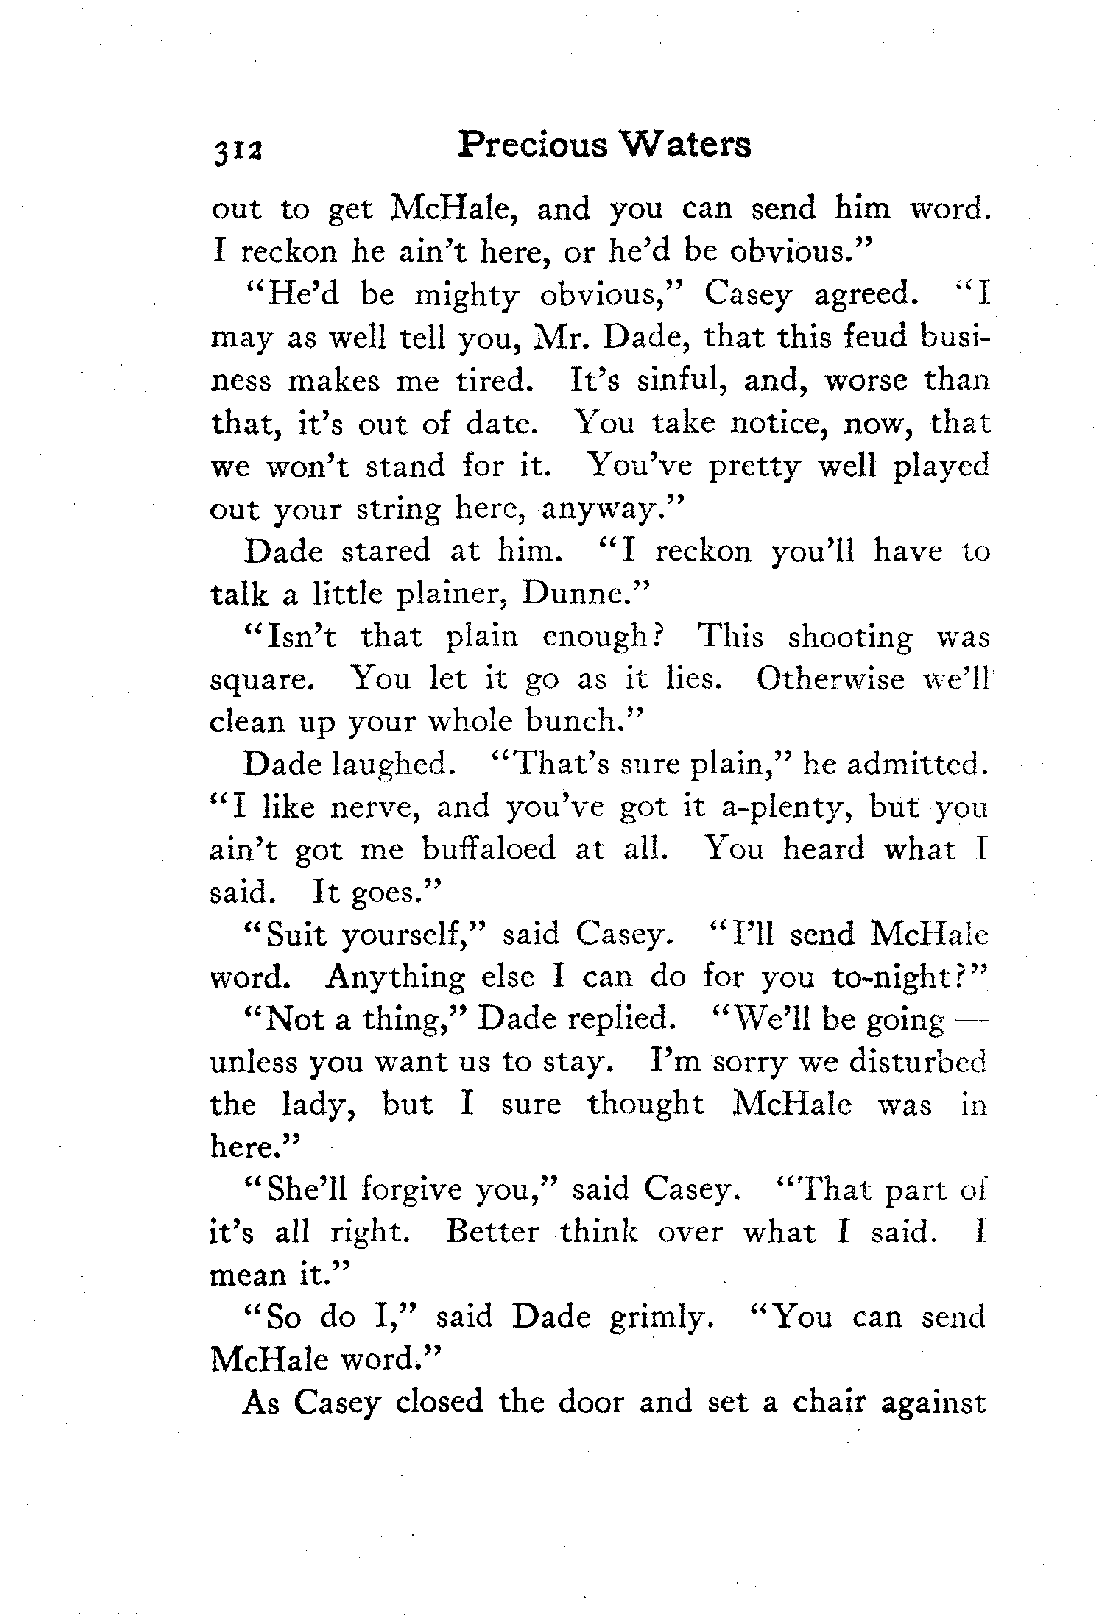 312 Precious Waters
out to get McHale, and you can send him word.
I reckon he ain't here, or he'd be obvious."
"He'd be mighty obvious," Casey agreed. "I
may as well tell you, Mr. Dade, that this feud busi-
ness makes me tired. It's sinful, and, worse than
that, it's out of date. You take notice, now, that
we won't stand for it. You've pretty well played
out your string here, anyway."
Dade stared at him. "I reckon you'll have to
talk a little plainer, Dunne."
"Isn't that plain enough? This shooting was
square. You let it go as it lies. Otherwise we'll
clean up your whole bunch."
Dade laughed. "That's sure plain," he admitted.
"I like nerve, and you've got it a-plenty, but you
ain't got me buffaloed at all. You heard what I
said. It goes."
"Suit yourself," said Casey. "I'll send McHale
word. Anything else I can do for you to-night?"
"Not a thing," Dade replied. "We'll be going —
unless you want us to stay. I'm sorry we disturbed
the lady, but I sure thought McHale was in
here."
"She'll forgive you," said Casey. "That part of
it's all right. Better think over what I said. I
mean it."
"So do I," said Dade grimly. "You can send
McHale word."
As Casey closed the door and set a chair against